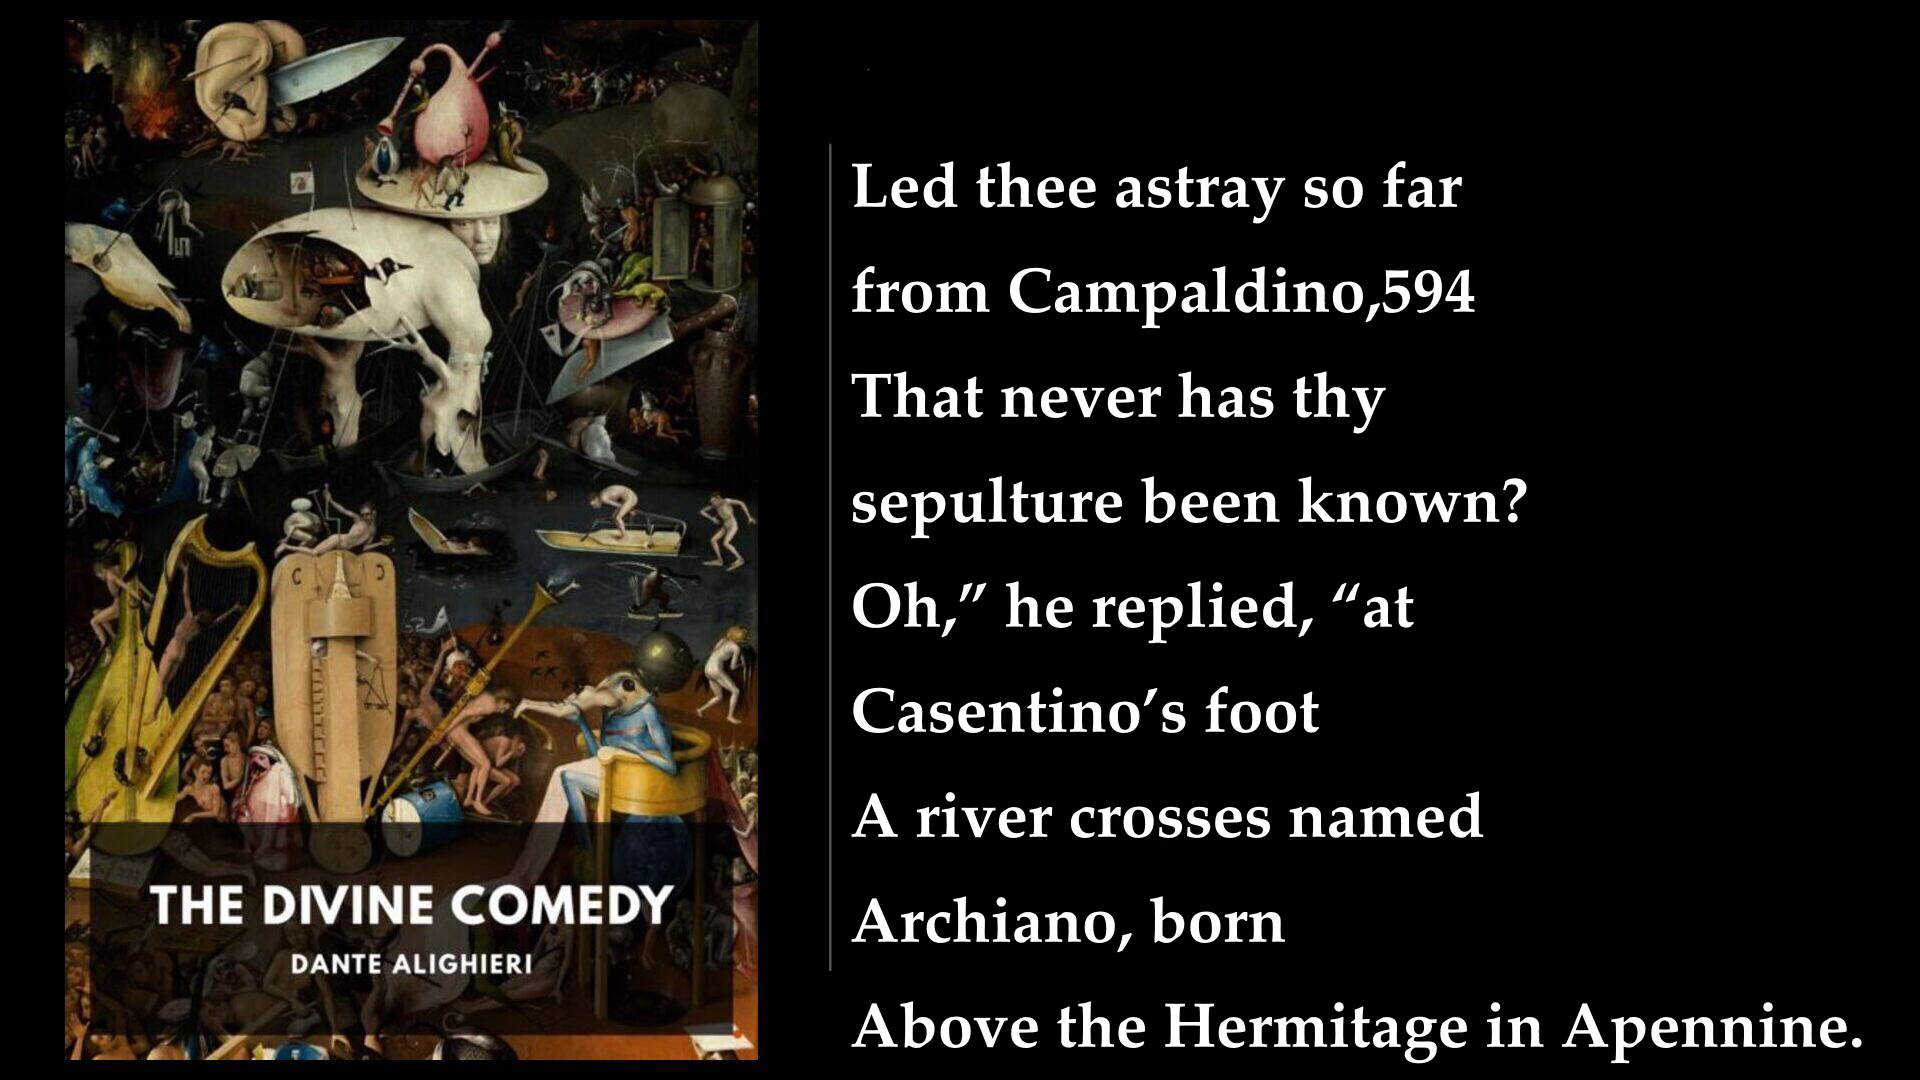 THE DIVINE COMEDY
DANTE ALIGHIERI
Led thee astray so far
from Campaldino,594
That never has thy
sepulture been known?
Oh,” he replied, “at
Casentino’s foot
A river crosses named
Archiano, born
Above the Hermitage in Apennine.